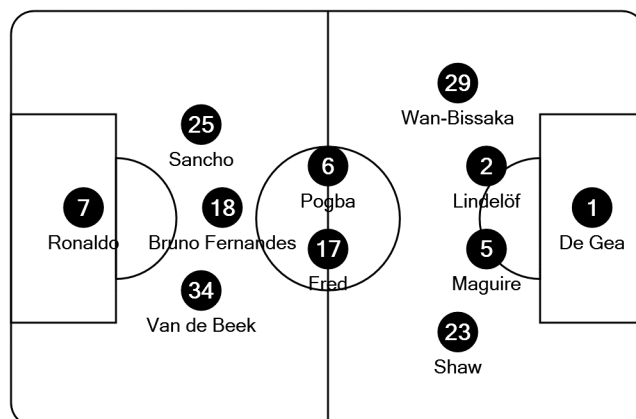 29
Wan-Bissaka
25
Sancho
6
Pogba
2
Lindelöf
7
Ronaldo
18
Bruno Fernandes
1
De Gea
17
Fred
5
Maguire
34
Van de Beek
23
Shaw